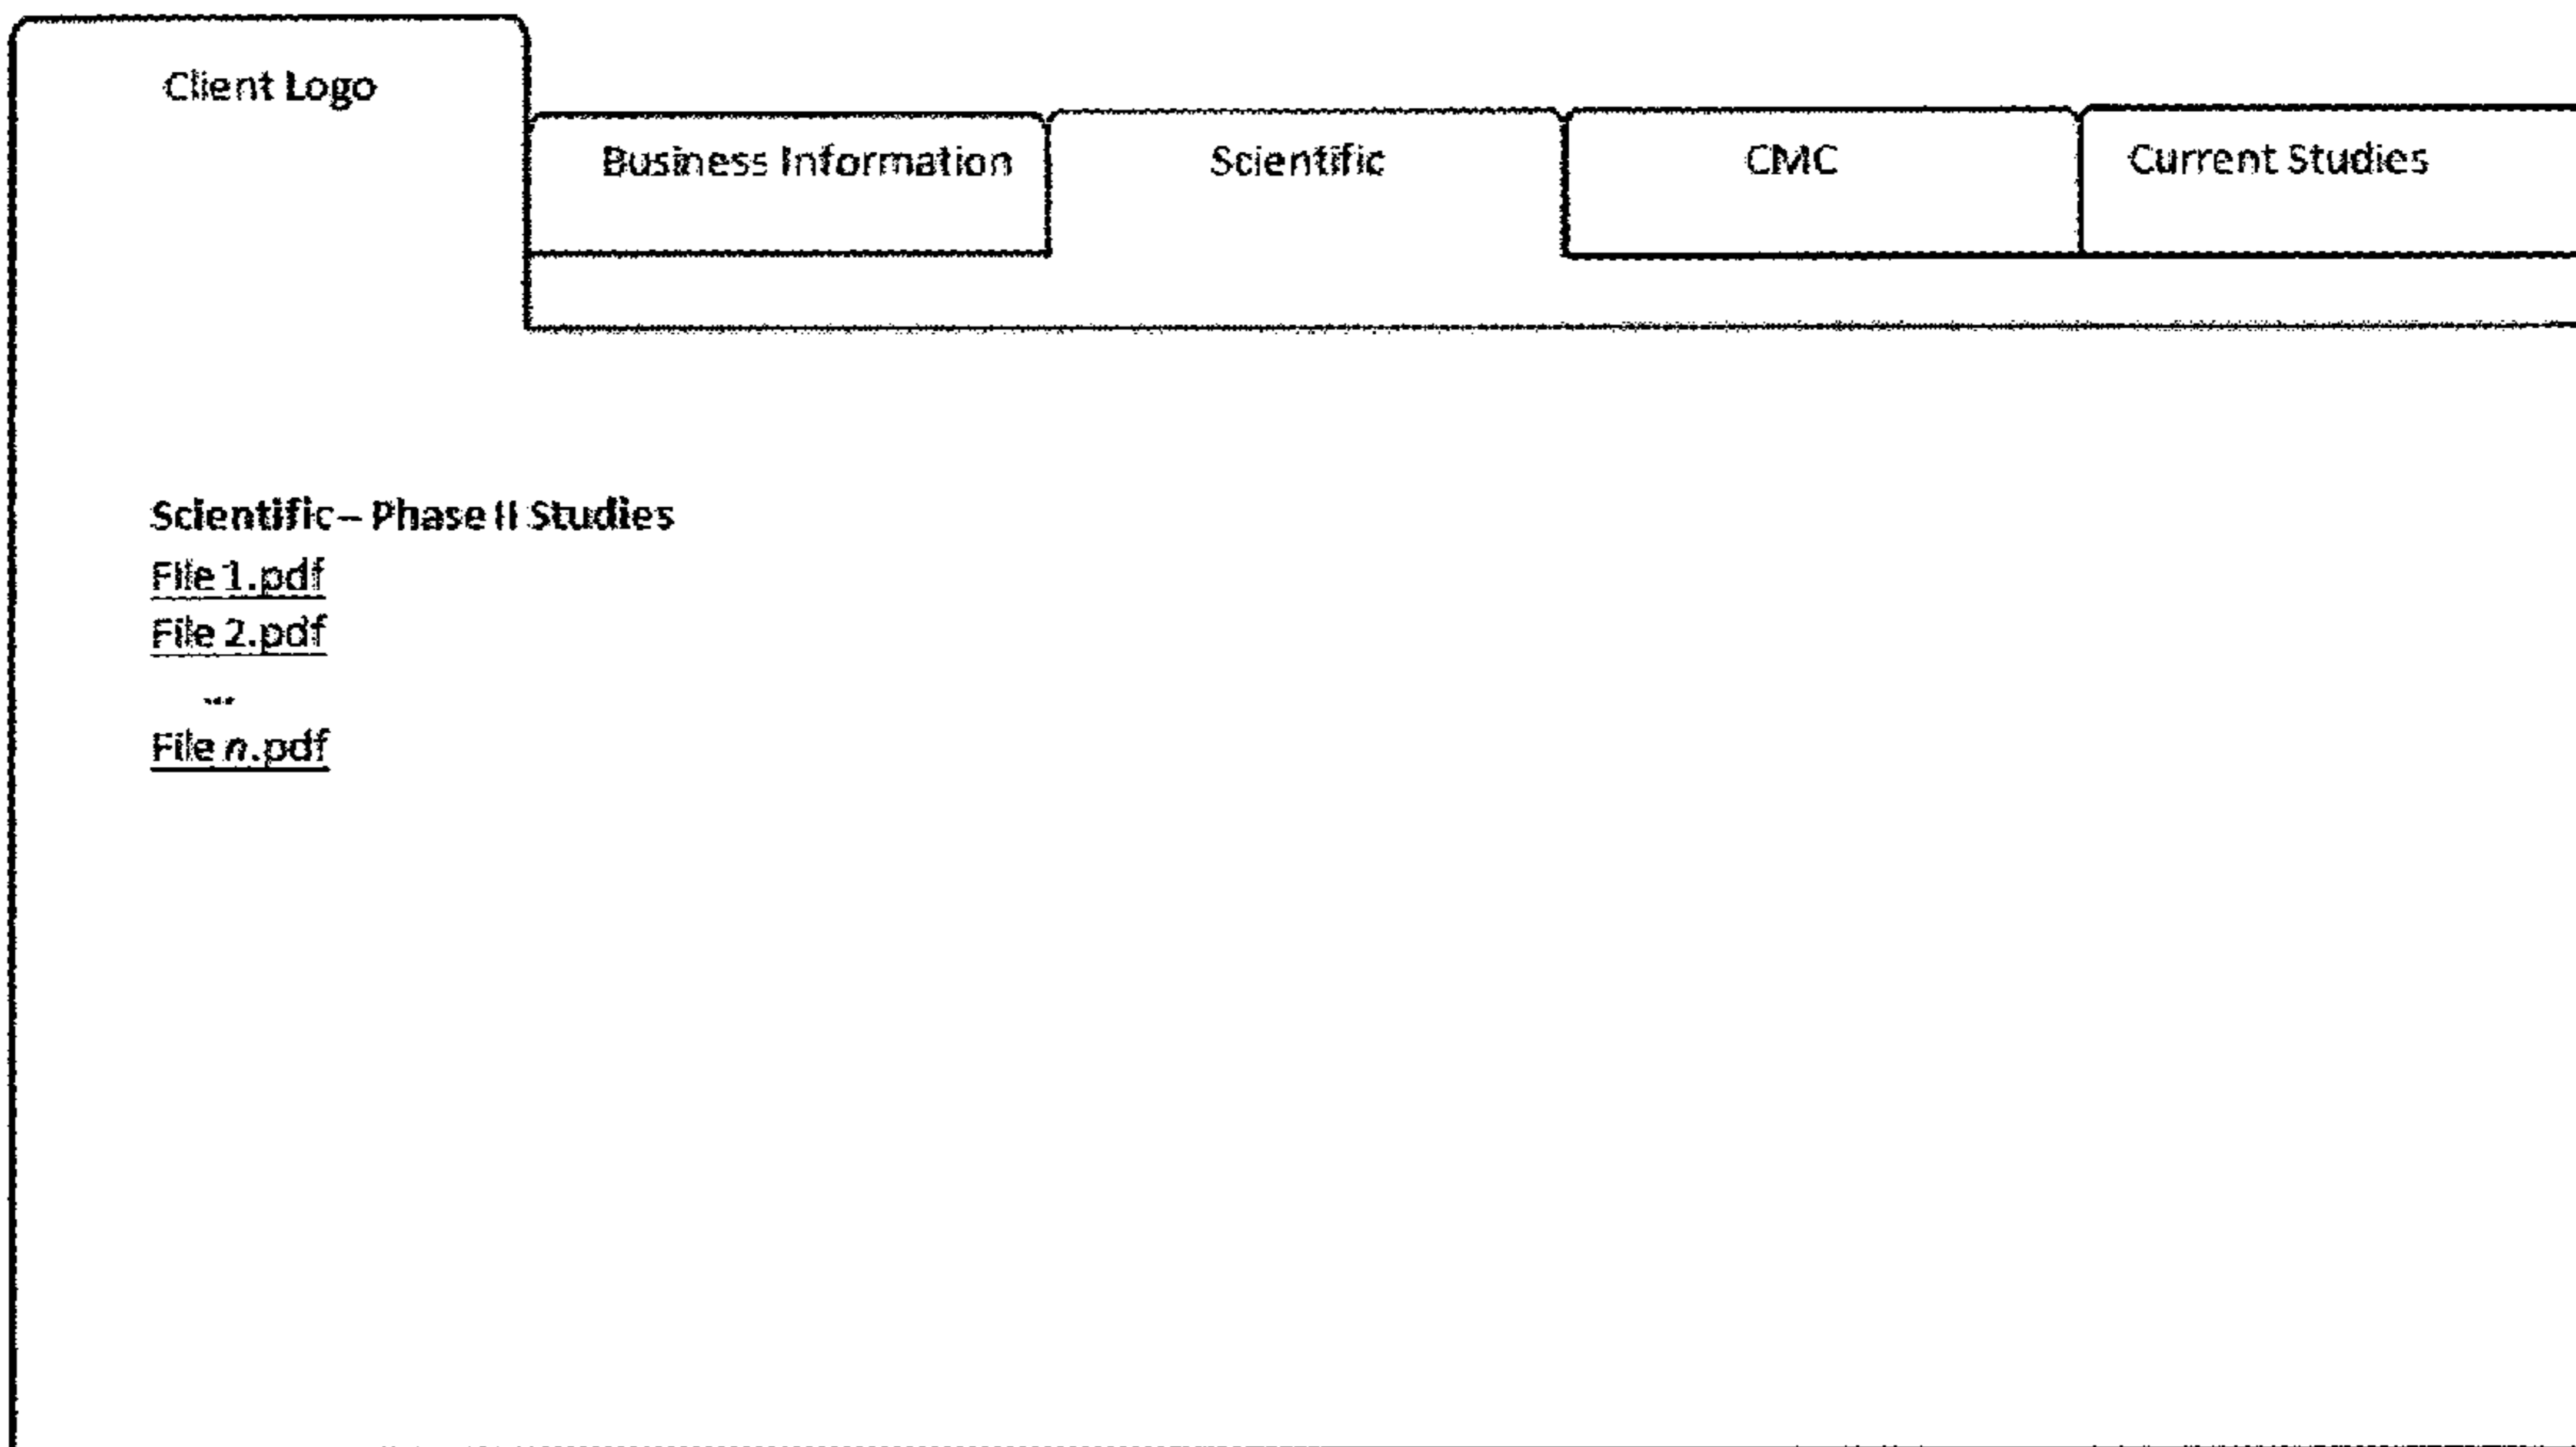 Client Logo
Business Information
Scientific
CMC
Current Studies
Scientific – Phase II Studies
File 1.pdf
File 2.pdf
...
File n.pdf